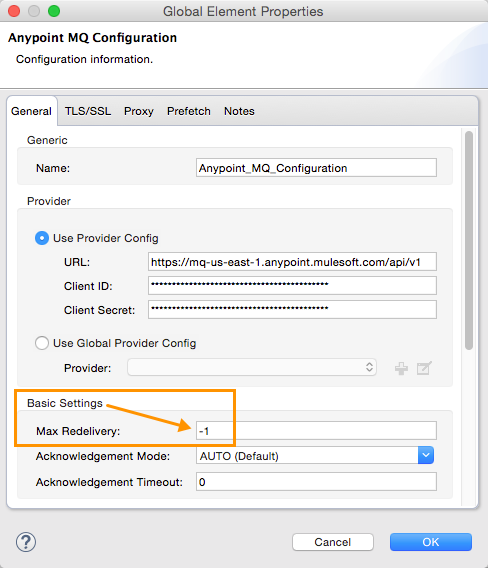 Global Element Properties
Anypoint MQ Configuration
Configuration information.
General TLS/SSL Proxy Prefetch Notes
Generic
Name: Anypoint_MQ_Configuration
Provider
Use Provider Config
URL: https://mq-us-east-1.anypoint.mulesoft.com/api/v1
Client ID: ******************************************
Client Secret: ******************************************
Use Global Provider Config
Provider:
Basic Settings
Max Redelivery: -1
Acknowledgement Mode: AUTO (Default)
Acknowledgement Timeout: 0
? Cancel OK